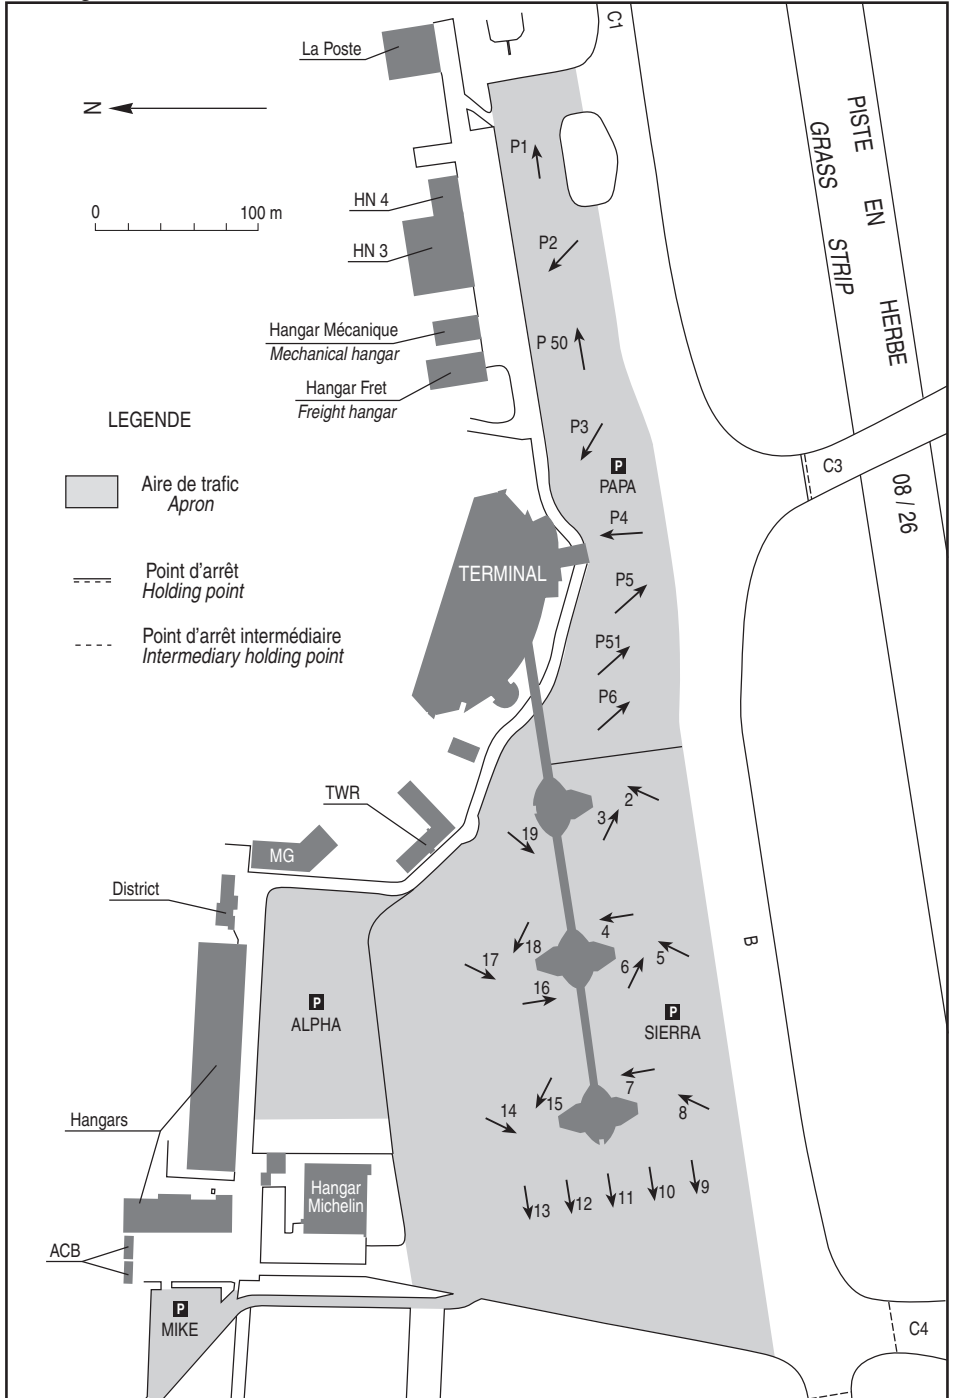 La Poste
C1
N
PISTE EN HERBE
GRASS STRIP
P1
0 100 m
HN 4
HN 3
P2
Hangar Mécanique
Mechanical hangar
P 50
Hangar Fret
Freight hangar
LEGENDE
P3
P
PAPA
C3
08 / 26
Aire de trafic
Apron
P4
TERMINAL
Point d'arrêt
Holding point
P5
Point d'arrêt intermédiaire
Intermediary holding point
P51
P6
TWR
2
3
19
MG
District
4
18
17
5
6
16
B
P
ALPHA
P
SIERRA
7
15
14
8
Hangars
Hangar
Michelin
9
10
11
12
13
ACB
P
MIKE
C4